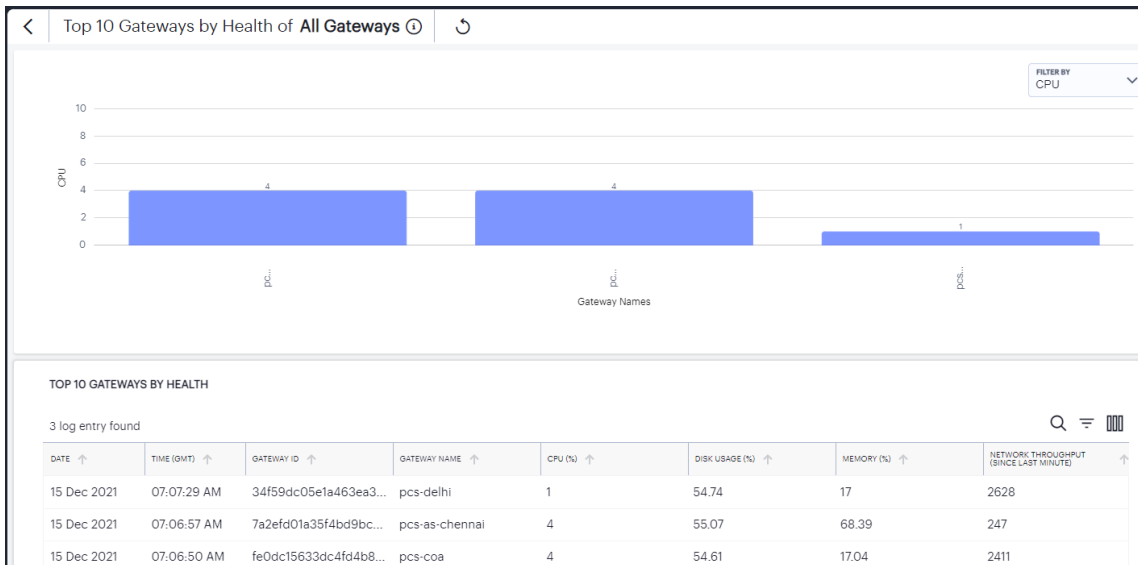 Top 10 Gateways by Health of All Gateways
FILTER BY
CPU
10
8
6
4
2
0
CPU
4
4
1
pc...
pc...
pcs...
Gateway Names
TOP 10 GATEWAYS BY HEALTH
3 log entry found
DATE TIME (GMT) GATEWAY ID GATEWAY NAME CPU (%) DISK USAGE (%) MEMORY (%) NETWORK THROUGHPUT (SINCE LAST MINUTE)
15 Dec 2021 07:07:29 AM 34f59dc05e1a463ea3... pcs-delhi 1 54.74 17 2628
15 Dec 2021 07:06:57 AM 7a2efd01a35f4bd9bc... pcs-as-chennai 4 55.07 68.39 247
15 Dec 2021 07:06:50 AM fe0dc15633dc4fd4b8... pcs-coa 4 54.61 17.04 2411